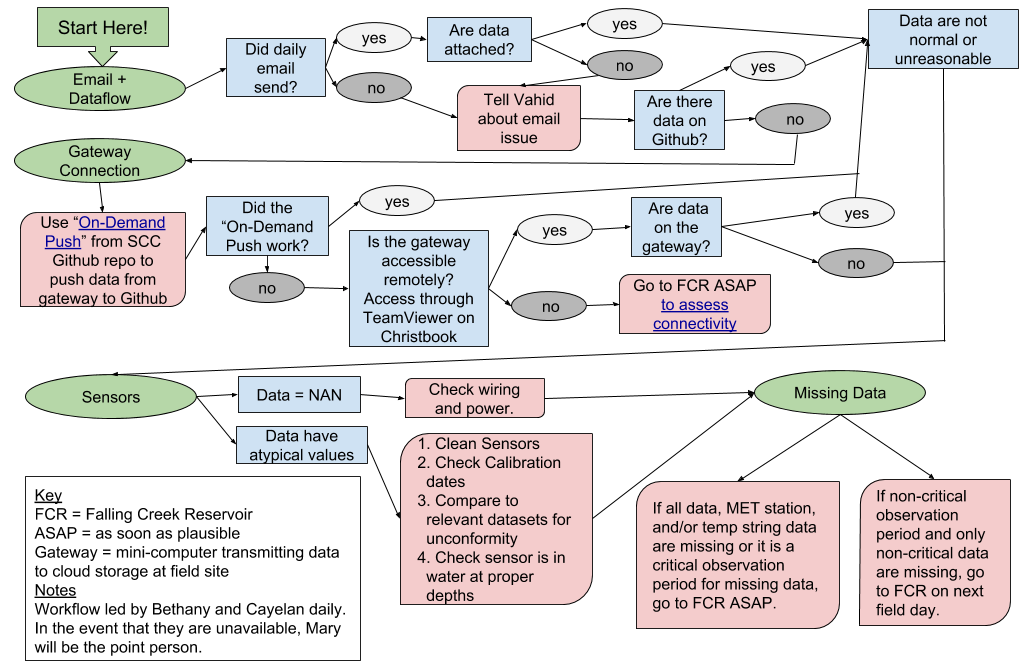 Start Here!
Email +
Dataflow
Did daily
email
send?
yes
no
Are data
attached?
yes
no
Tell Vahid
about email
issue
Are there
data on
Github?
yes
no
Data are not
normal or
unreasonable
Gateway
Connection
Use “On-Demand
Push” from SCC
Github repo to
push data from
gateway to Github
Did the
“On-Demand
Push work?
yes
no
Is the gateway
accessible
remotely?
Access through
TeamViewer on
Christbook
yes
no
Are data
on the
gateway?
yes
no
Go to FCR ASAP
to assess
connectivity
Sensors
Data = NAN
Check wiring
and power.
Data have
atypical values
1. Clean Sensors
2. Check Calibration
dates
3. Compare to
relevant datasets for
unconformity
4. Check sensor is in
water at proper
depths
Missing Data
If all data, MET station,
and/or temp string data
are missing or it is a
critical observation
period for missing data,
go to FCR ASAP.
If non-critical
observation
period and only
non-critical data
are missing, go
to FCR on next
field day.
Key
FCR = Falling Creek Reservoir
ASAP = as soon as plausible
Gateway = mini-computer transmitting data
to cloud storage at field site
Notes
Workflow led by Bethany and Cayelan daily.
In the event that they are unavailable, Mary
will be the point person.